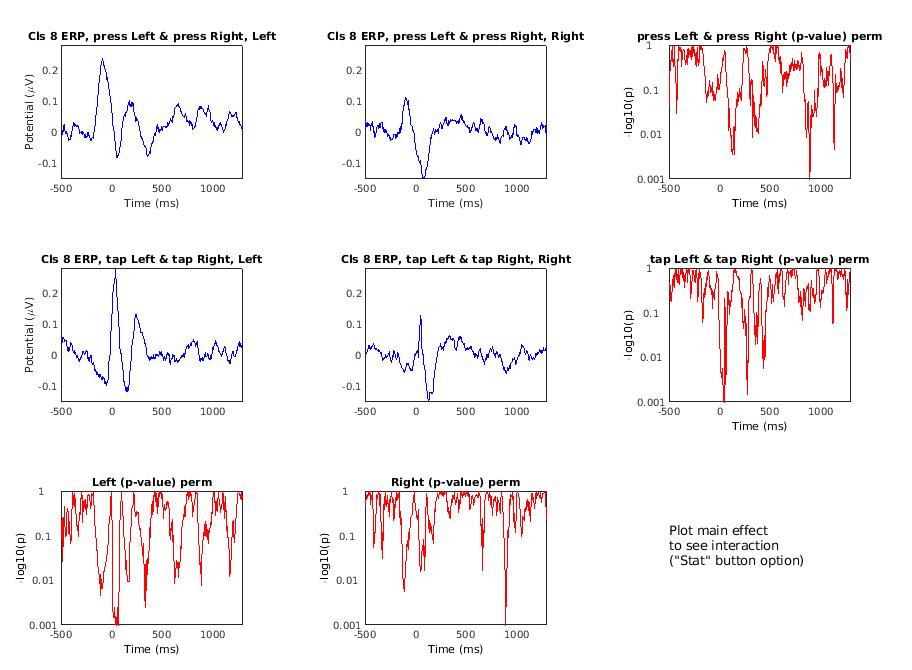 Cls 8 ERP, press Left & press Right, Left
Cls 8 ERP, press Left & press Right, Right
press Left & press Right (p-value) perm
Potential (μV)
0.2
0.1
0
-0.1
-500
0
500
1000
Time (ms)
0.2
0.1
0
-0.1
-500
0
500
1000
Time (ms)
-log10(p)
1
0.1
0.01
0.001
-500
0
500
1000
Time (ms)
Cls 8 ERP, tap Left & tap Right, Left
Cls 8 ERP, tap Left & tap Right, Right
tap Left & tap Right (p-value) perm
Potential (μV)
0.2
0.1
0
-0.1
-500
0
500
1000
Time (ms)
0.2
0.1
0
-0.1
-500
0
500
1000
Time (ms)
-log10(p)
1
0.1
0.01
0.001
-500
0
500
1000
Time (ms)
Left (p-value) perm
Right (p-value) perm
-log10(p)
1
0.1
0.01
0.001
-500
0
500
1000
Time (ms)
-log10(p)
1
0.1
0.01
0.001
-500
0
500
1000
Time (ms)
Plot main effect
to see interaction
("Stat" button option)